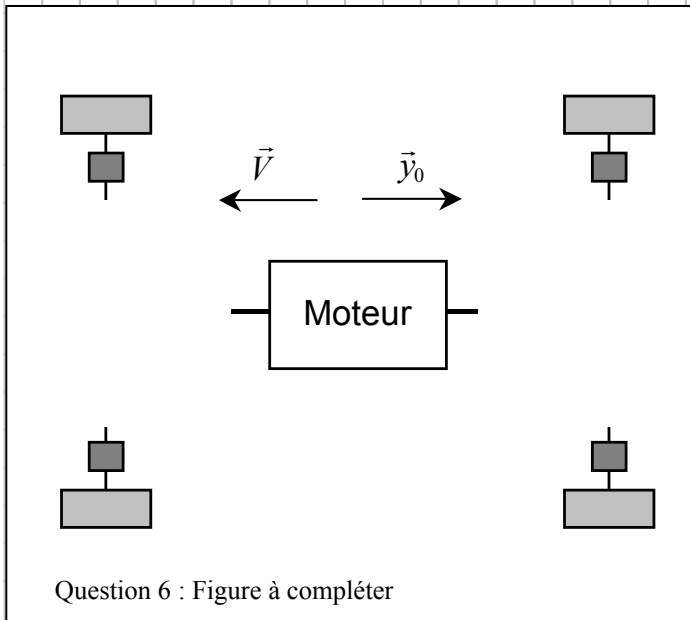 V⃗ y⃗₀
Moteur
Question 6 : Figure à compléter